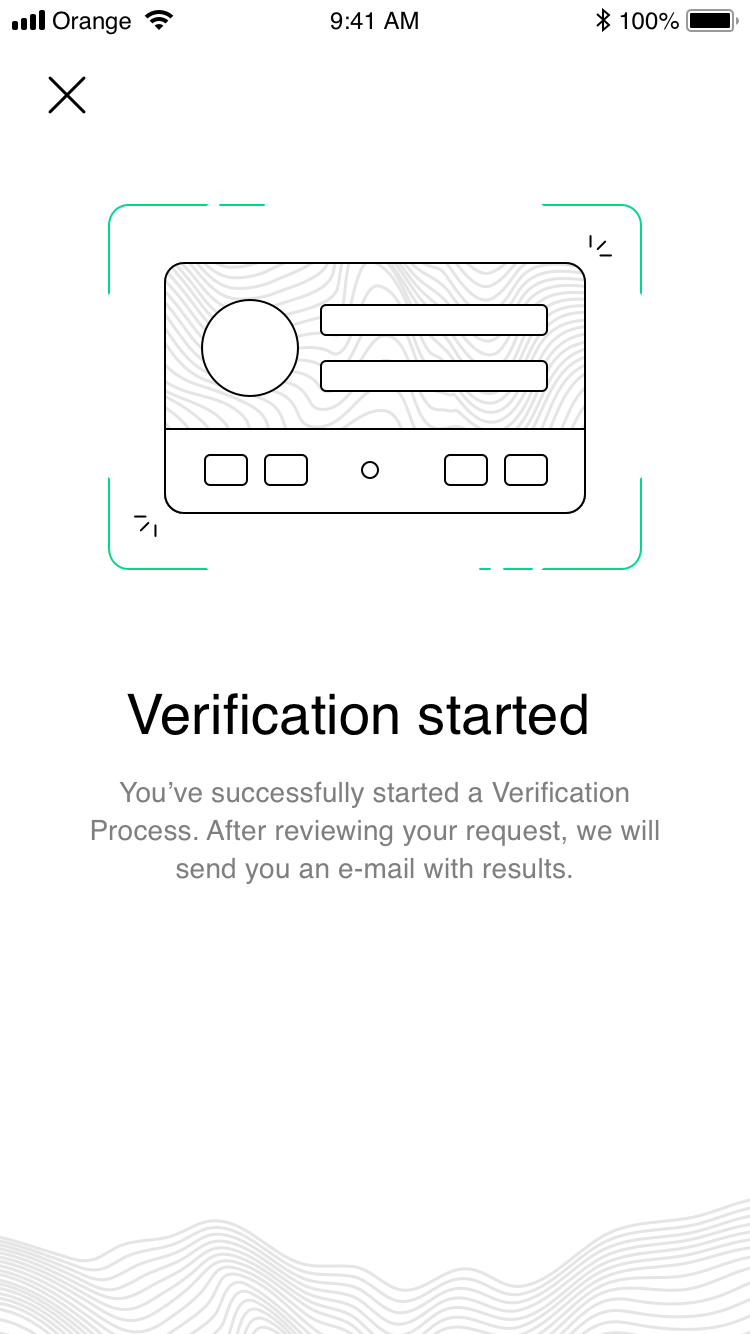 Orange 9:41 AM 100%
Verification started
You’ve successfully started a Verification
Process. After reviewing your request, we will
send you an e-mail with results.